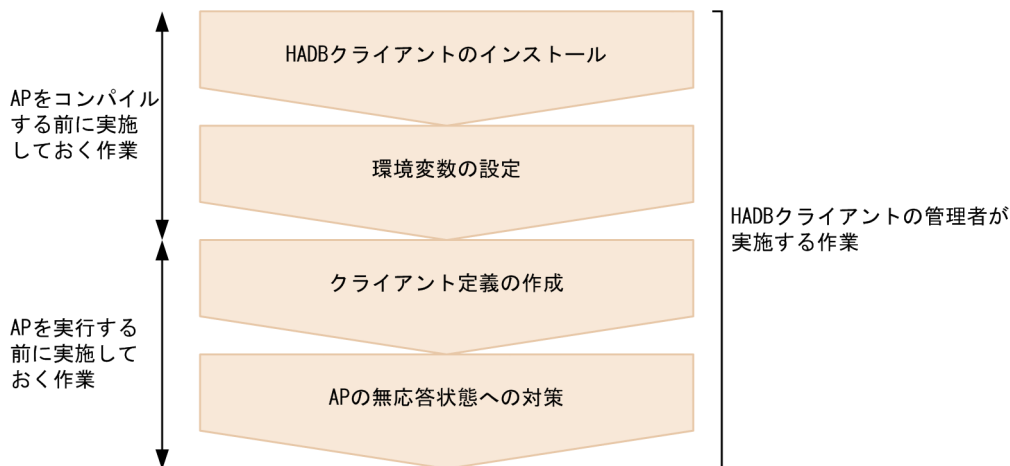 HADBクライアントのインストール
APをコンパイル
する前に実施
しておく作業
環境変数の設定
HADBクライアントの管理者が
実施する作業
クライアント定義の作成
APを実行する
前に実施して
おく作業
APの無応答状態への対策